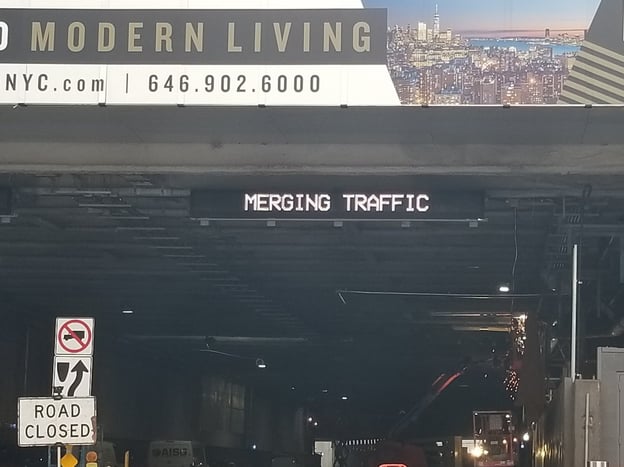 MODERN LIVING
NYC.com | 646.902.6000
MERGING TRAFFIC
ROAD
CLOSED